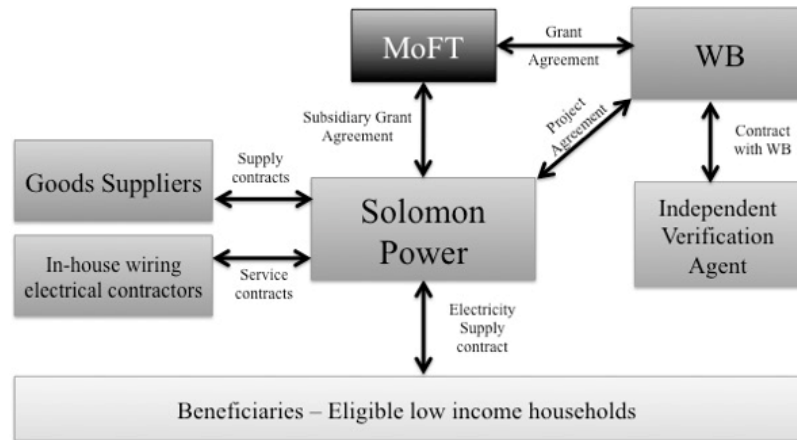 MoFT
Grant
Agreement
WB
Subsidiary Grant
Agreement
Project
Agreement
Contract
with WB
Goods Suppliers
Supply
contracts
Solomon
Power
Independent
Verification
Agent
In-house wiring
electrical contractors
Service
contracts
Electricity
Supply
contract
Beneficiaries – Eligible low income households